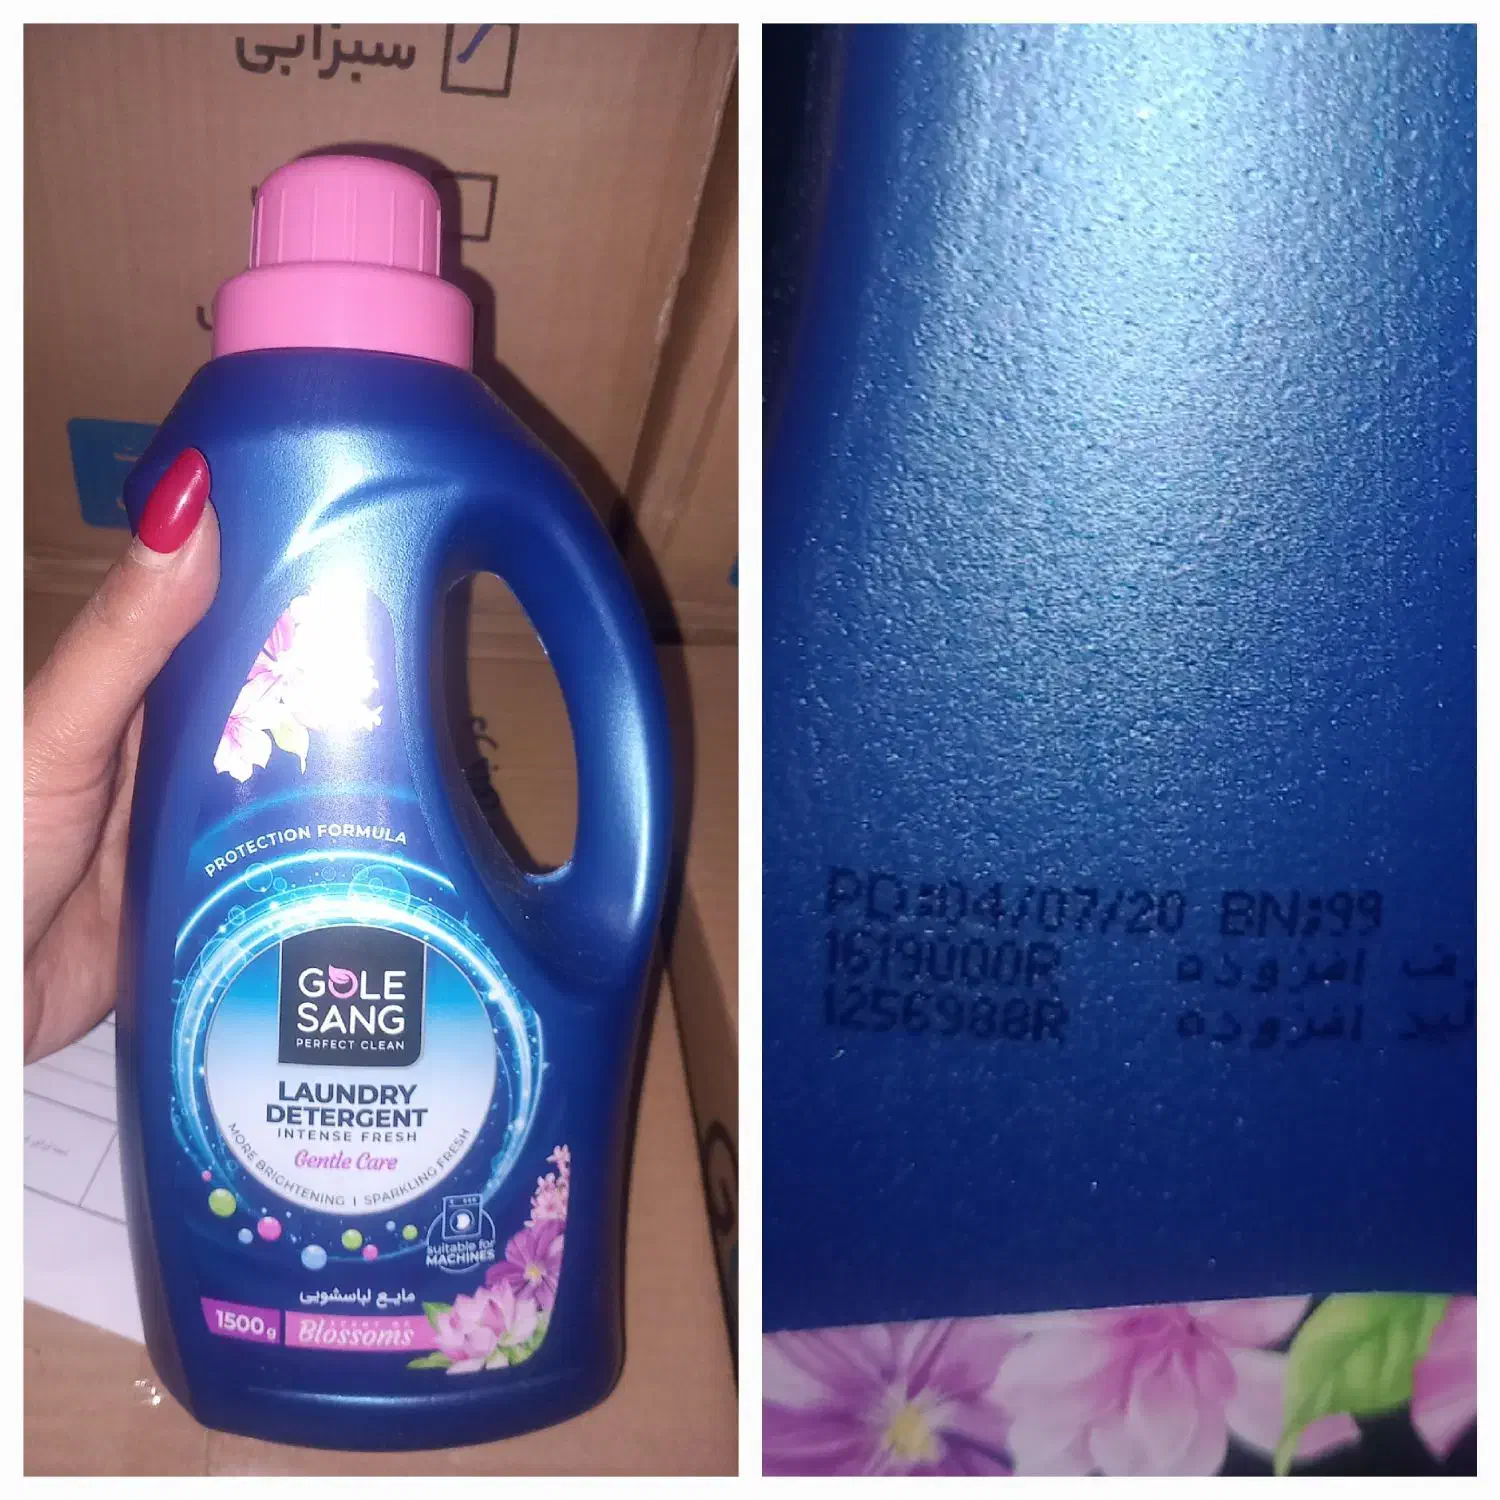 سبزآبی
PROTECTION FORMULA
GOLE
SANG
PERFECT CLEAN
LAUNDRY
DETERGENT
INTENSE FRESH
Gentle Care
MORE BRIGHTENING | SPARKLING FRESH
suitable for
MACHINES
مایع لباسشویی
1500g
Blossoms
PD:04/07/20 BN:99
1619000R افزوده
1256988R افزوده